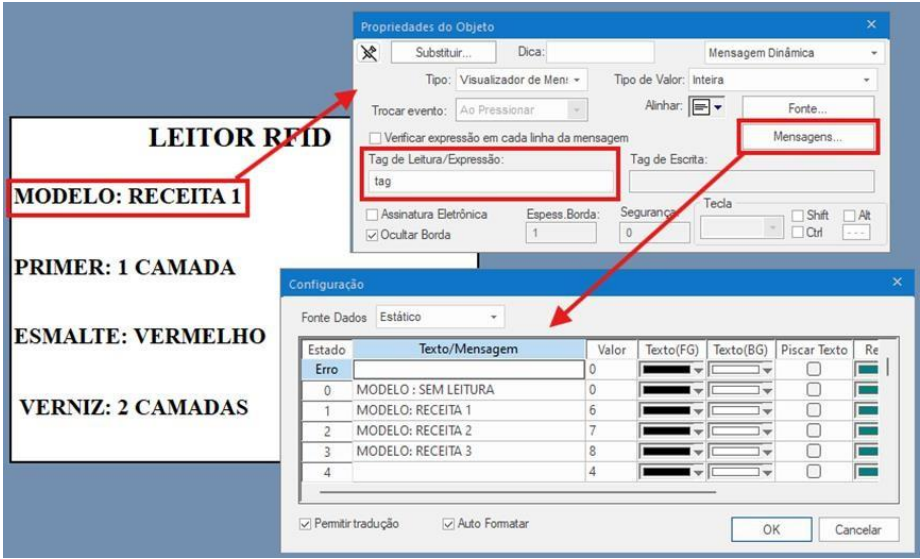 LEITOR RFID
MODELO: RECEITA 1
PRIMER: 1 CAMADA
ESMALTE: VERMELHO
VERNIZ: 2 CAMADAS
Propriedades do Objeto
Substituir... Dica: Mensagem Dinâmica
Tipo: Visualizador de Men: Tipo de Valor: Inteira
Trocar evento: Ao Pressionar Alinhar: Fonte...
Verificar expressão em cada linha da mensagem Mensagens...
Tag de Leitura/Expressão: Tag de Escrita:
tag
Assinatura Eletrônica Espess.Borda: Segurança: Tecla Shift Alt
Ocultar Borda 1 0 Ctrl ...
Configuração
Fonte Dados Estático
Estado Texto/Mensagem Valor Texto(FG) Texto(BG) Piscar Texto Re
Erro 0
0 MODELO : SEM LEITURA 0
1 MODELO: RECEITA 1 6
2 MODELO: RECEITA 2 7
3 MODELO: RECEITA 3 8
4 4
Permitir tradução Auto Formatar OK Cancelar